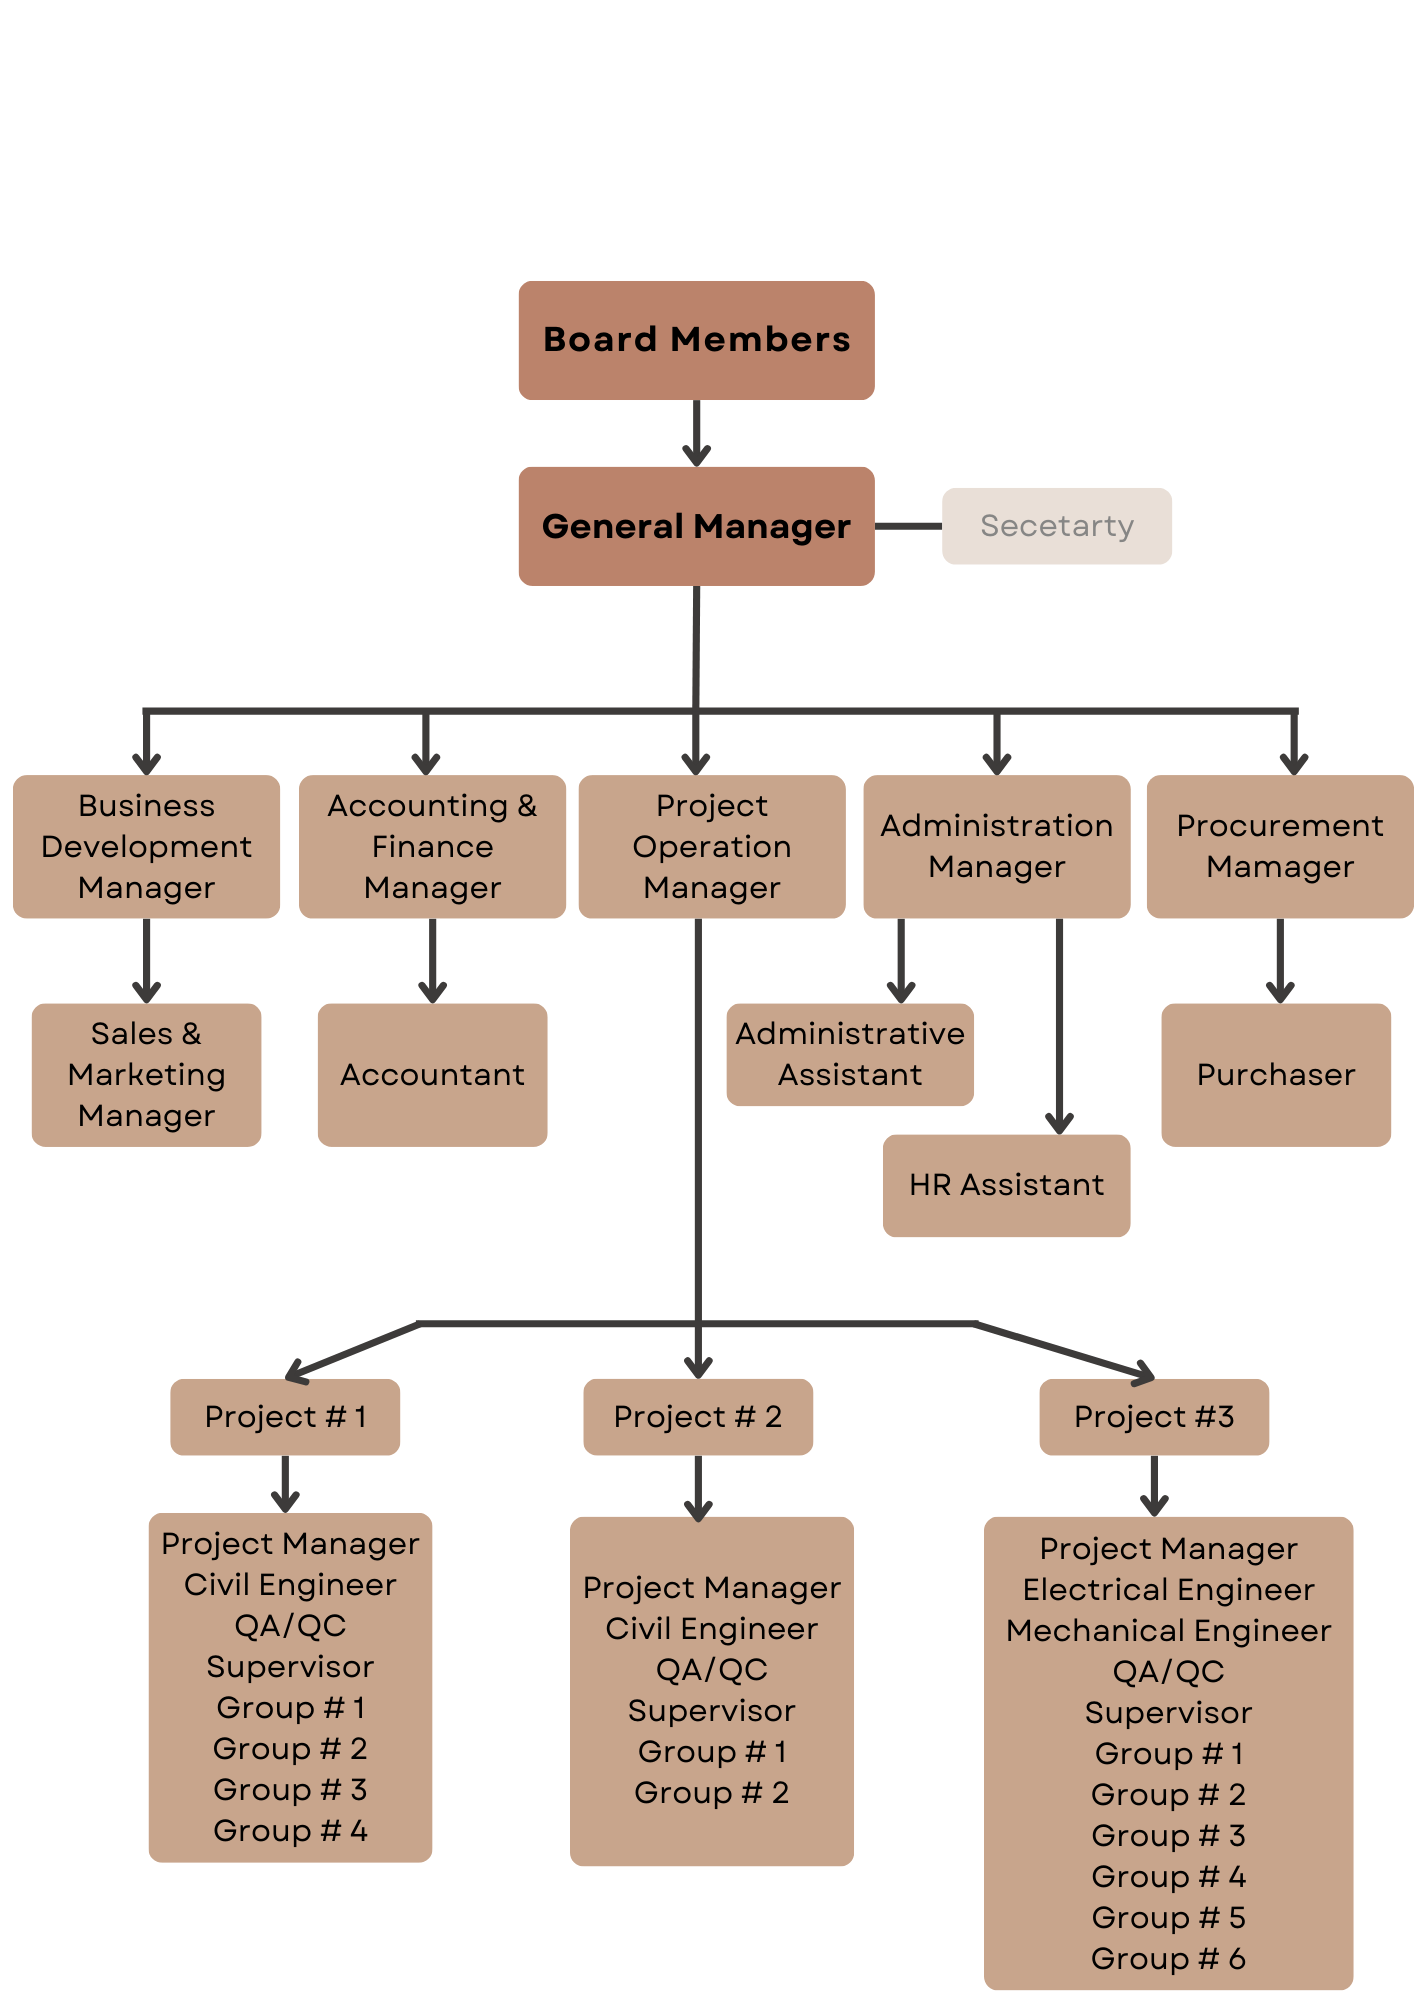 Board Members
General Manager
Secetarty
Business
Development
Manager
Accounting &
Finance
Manager
Project
Operation
Manager
Administration
Manager
Procurement
Mamager
Sales &
Marketing
Manager
Accountant
Administrative
Assistant
HR Assistant
Purchaser
Project # 1
Project # 2
Project #3
Project Manager
Civil Engineer
QA/QC
Supervisor
Group # 1
Group # 2
Group # 3
Group # 4
Project Manager
Civil Engineer
QA/QC
Supervisor
Group # 1
Group # 2
Project Manager
Electrical Engineer
Mechanical Engineer
QA/QC
Supervisor
Group # 1
Group # 2
Group # 3
Group # 4
Group # 5
Group # 6